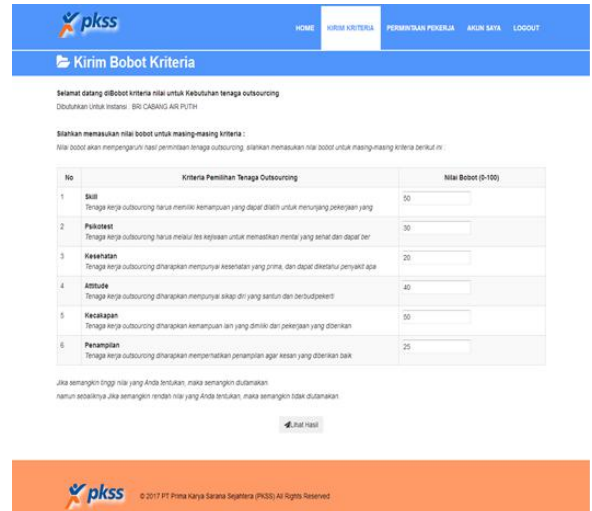 pkss
HOME KIRIM KRITERIA PERMINTAAN PEKERJA AKUN SAYA LOGOUT
Kirim Bobot Kriteria
Selamat datang diBobot kriteria nilai untuk Kebutuhan tenaga outsourcing
Dibutuhkan Untuk Instansi : BRI CABANG AIR PUTIH
Silahkan memasukan nilai bobot untuk masing-masing kriteria :
Nilai bobot akan mempengaruhi hasil permintaan tenaga outsourcing, silahkan memasukan nilai bobot untuk masing-masing kriteria berikut ini :
No Kriteria Pemilihan Tenaga Outsourcing Nilai Bobot (0-100)
1 Skill 50
Tenaga kerja outsourcing harus memiliki kemampuan yang dapat dilatih untuk menunjang pekerjaan yang
2 Psikotest 30
Tenaga kerja outsourcing harus melalui tes kejiwaan untuk memastikan mental yang sehat dan dapat ber
3 Kesehatan 20
Tenaga kerja outsourcing diharapkan mempunyai kesehatan yang prima, dan dapat diketahui penyakit apa
4 Attitude 40
Tenaga kerja outsourcing diharapkan mempunyai sikap diri yang santun dan berbudipekerti
5 Kecakapan 50
Tenaga kerja outsourcing diharapkan kemampuan lain yang dimiliki dari pekerjaan yang diberikan
6 Penampilan 25
Tenaga kerja outsourcing diharapkan memperhatikan penampilan agar kesan yang diberikan baik
Jika semangkin tinggi nilai yang Anda tentukan, maka semangkin diutamakan.
namun sebaliknya Jika semangkin rendah nilai yang Anda tentukan, maka semangkin tidak diutamakan.
Lihat Hasil
pkss © 2017 PT Prima Karya Sarana Sejahtera (PKSS) All Rights Reserved